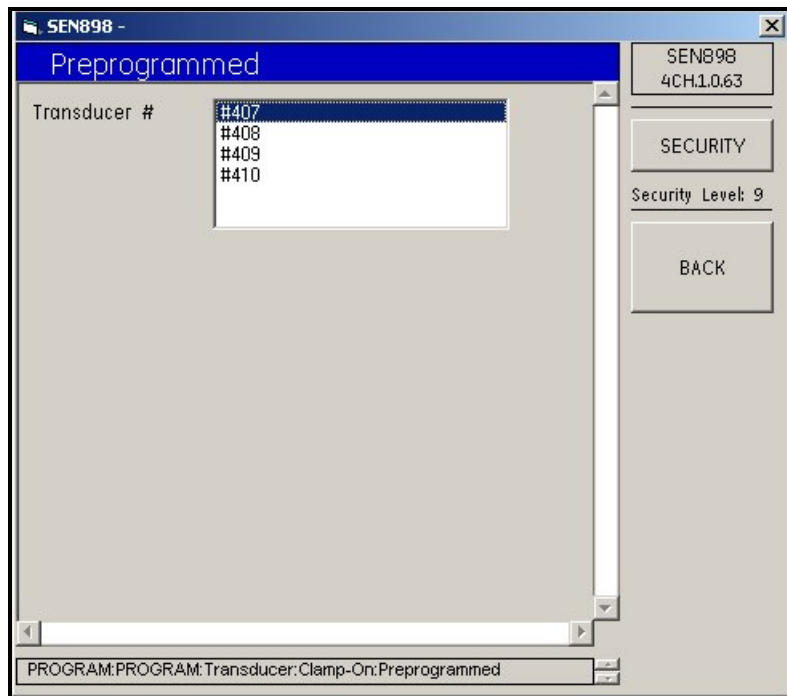 SEN898 -
Preprogrammed
Transducer #
#407
#408
#409
#410
SEN898
4CH.1.0.63
SECURITY
Security Level: 9
BACK
PROGRAM:PROGRAM:Transducer:Clamp-On:Preprogrammed